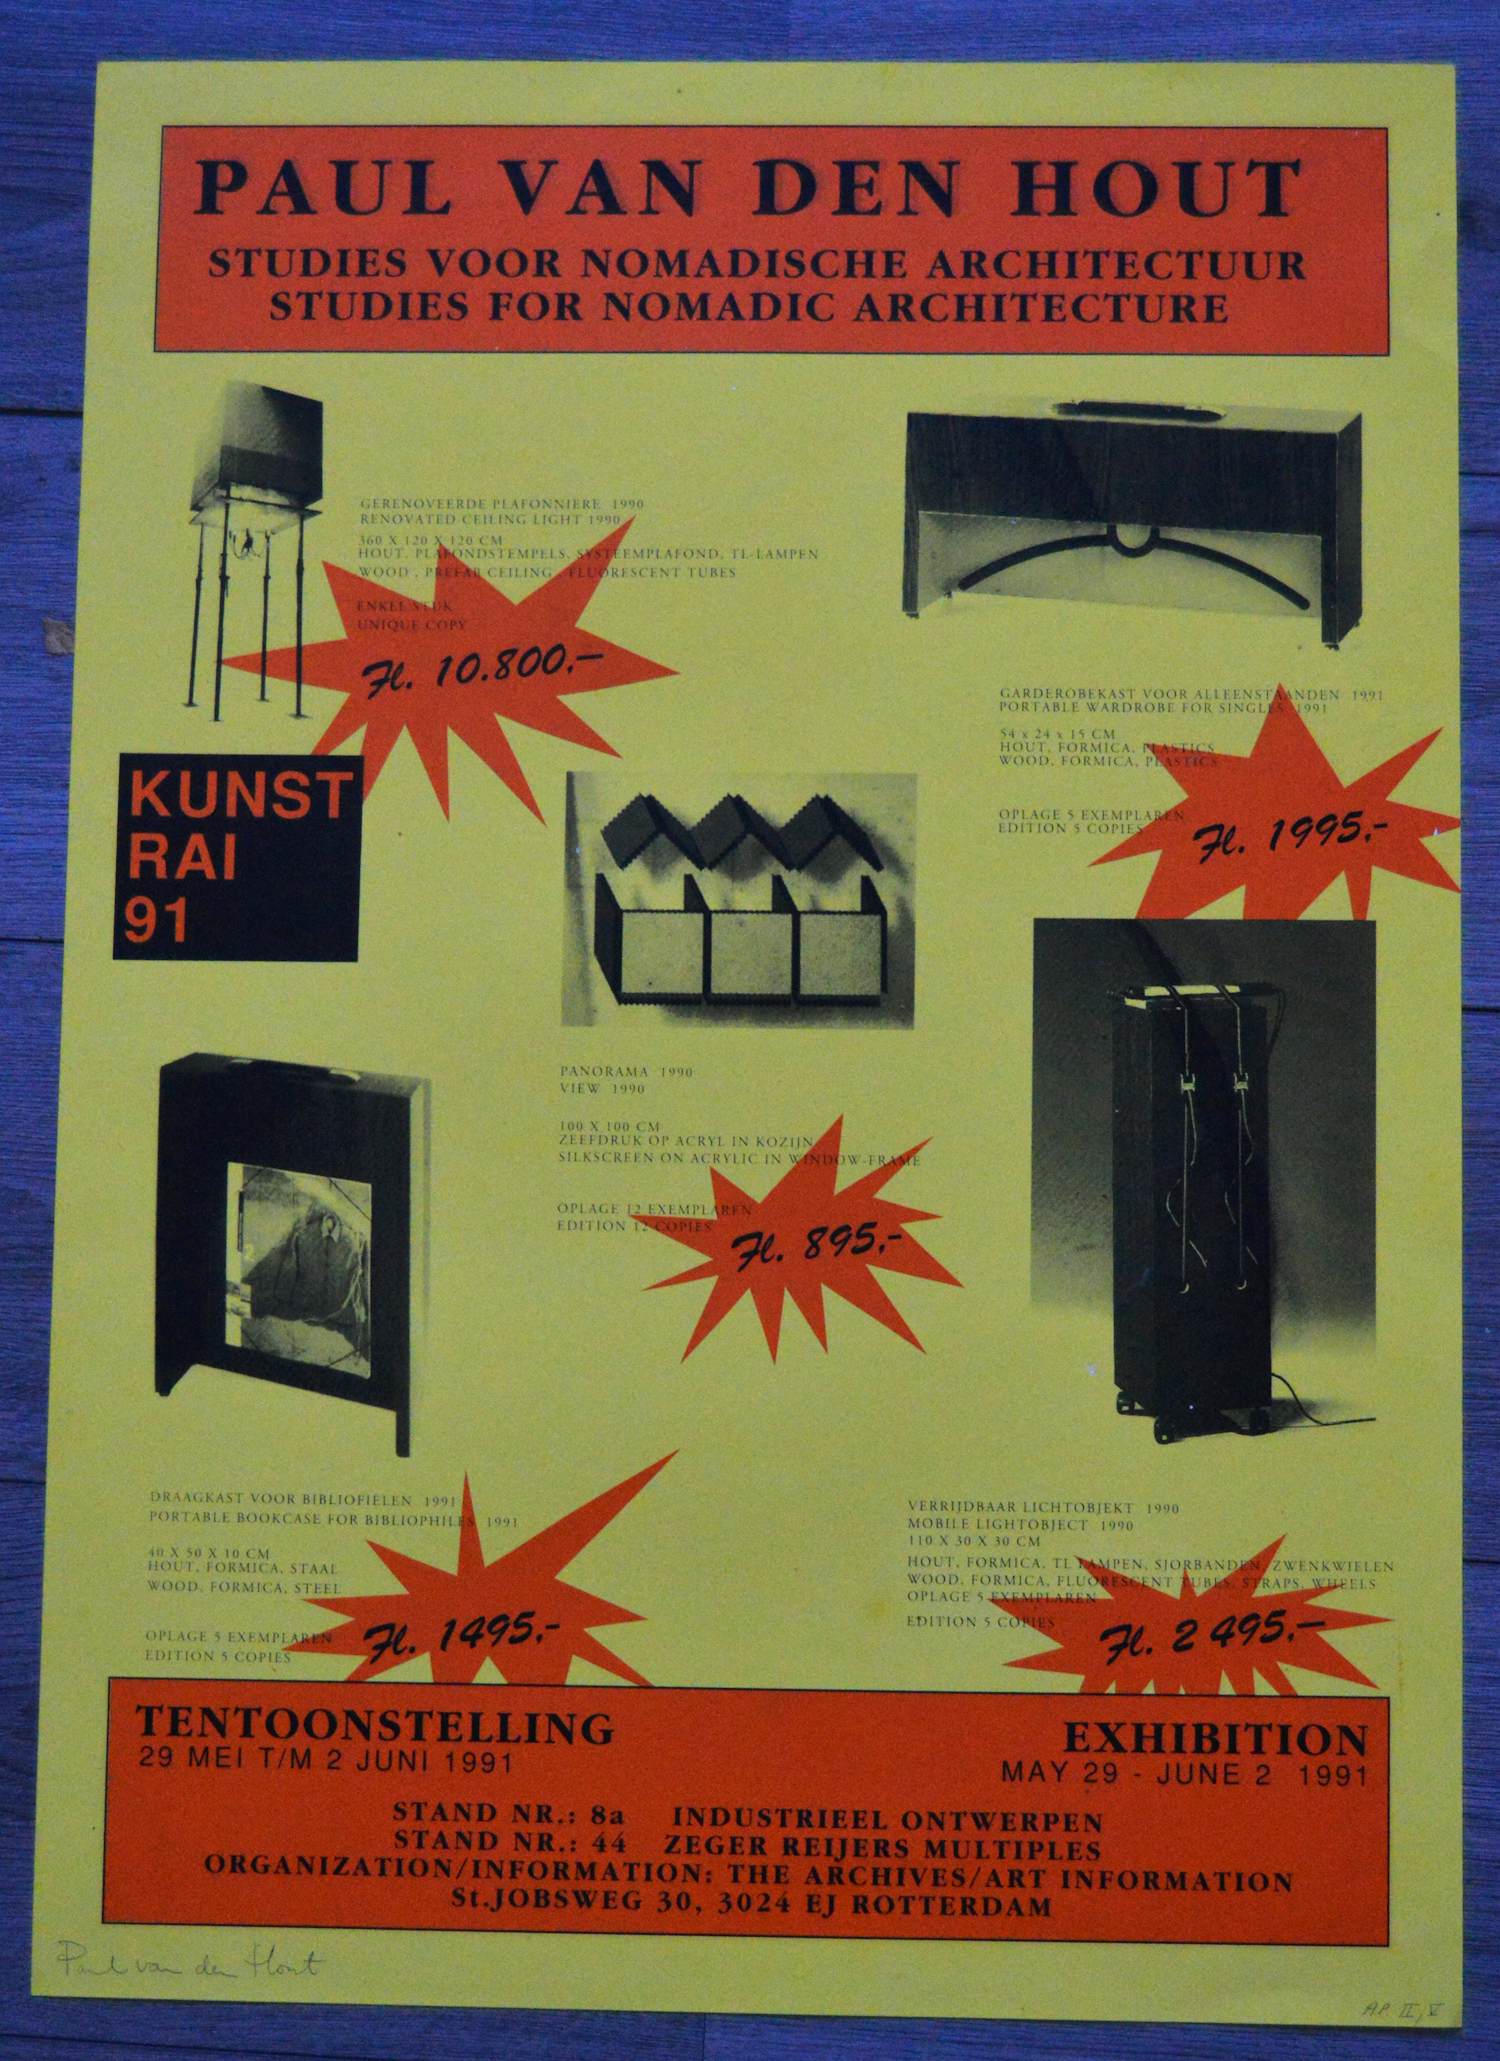 PAUL VAN DEN HOUT
STUDIES VOOR NOMADISCHE ARCHITECTUUR
STUDIES FOR NOMADIC ARCHITECTURE
GERENOVEERDE PLAFONNIERE 1990
RENOVATED CEILING LIGHT 1990
360 X 120 X 120 CM
HOUT, PLAFONDSTEMPELS, SYSTEEMPLAFOND, TL-LAMPEN
WOOD, PREFAB CEILING, FLUORESCENT TUBES
ENKEL STUK
UNIQUE COPY
Fl. 10.800,-
GARDEROBEKAST VOOR ALLEENSTAANDEN 1991
PORTABLE WARDROBE FOR SINGLES 1991
54 x 24 x 15 CM
HOUT, FORMICA, PLASTICS
WOOD, FORMICA, PLASTICS
OPLAGE 5 EXEMPLAREN
EDITION 5 COPIES
Fl. 1995,-
KUNST
RAI
91
PANORAMA 1990
VIEW 1990
100 X 100 CM
ZEEFDRUK OP ACRYL IN KOZIJN
SILKSCREEN ON ACRYLIC IN WINDOW-FRAME
OPLAGE 12 EXEMPLAREN
EDITION 12 COPIES
Fl. 895,-
DRAAGKAST VOOR BIBLIOFIELEN 1991
PORTABLE BOOKCASE FOR BIBLIOPHILES 1991
40 X 50 X 10 CM
HOUT, FORMICA, STAAL
WOOD, FORMICA, STEEL
OPLAGE 5 EXEMPLAREN
EDITION 5 COPIES
Fl. 1495,-
VERRIJDBAAR LICHTOBJEKT 1990
MOBILE LIGHTOBJECT 1990
110 X 30 X 30 CM
HOUT, FORMICA, TL LAMPEN, SJORBANDEN, ZWENKWIELEN
WOOD, FORMICA, FLUORESCENT TUBES, STRAPS, WHEELS
OPLAGE 5 EXEMPLAREN
EDITION 5 COPIES
Fl. 2 495,-
TENTOONSTELLING
29 MEI T/M 2 JUNI 1991
EXHIBITION
MAY 29 - JUNE 2 1991
STAND NR.: 8a INDUSTRIEEL ONTWERPEN
STAND NR.: 44 ZEGER REIJERS MULTIPLES
ORGANIZATION/INFORMATION: THE ARCHIVES/ART INFORMATION
St.JOBSWEG 30, 3024 EJ ROTTERDAM
Paul van den Hout
A.P. II, V